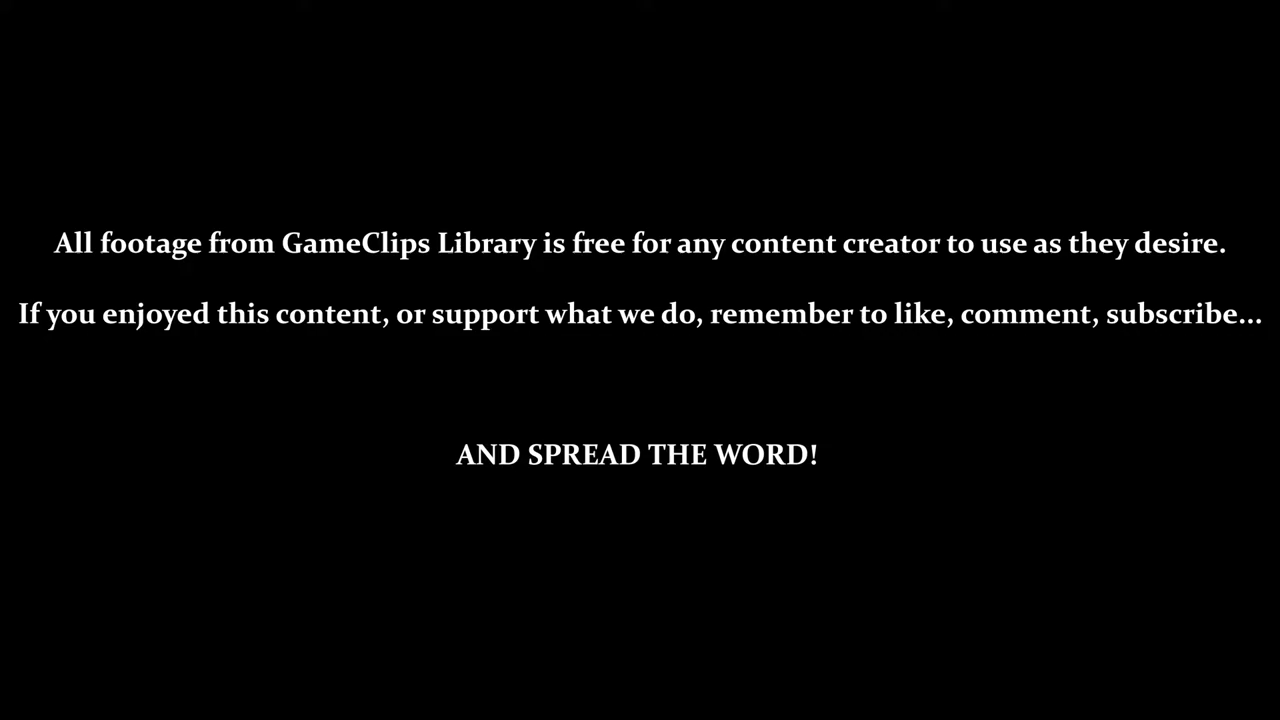 All footage from GameClips Library is free for any content creator to use as they desire.
If you enjoyed this content, or support what we do, remember to like, comment, subscribe...
AND SPREAD THE WORD!